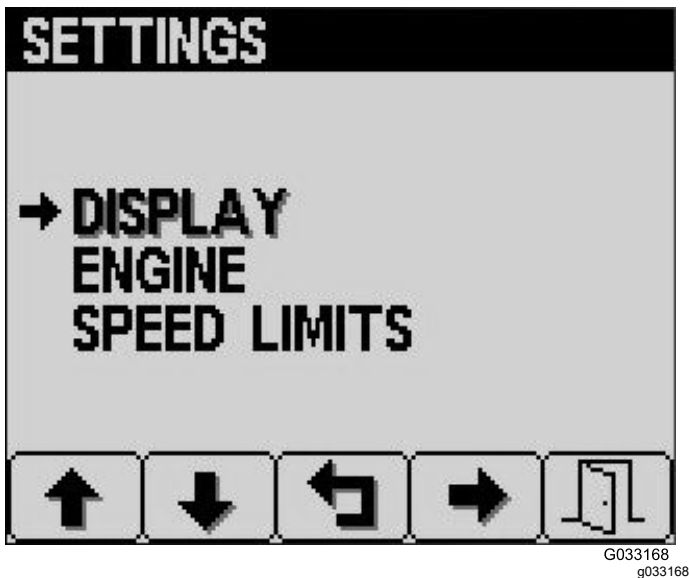 SETTINGS
DISPLAY
ENGINE
SPEED LIMITS
G033168
g033168